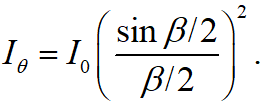 I_θ = I_0 ( (sin β/2) / (β/2) )^2 .